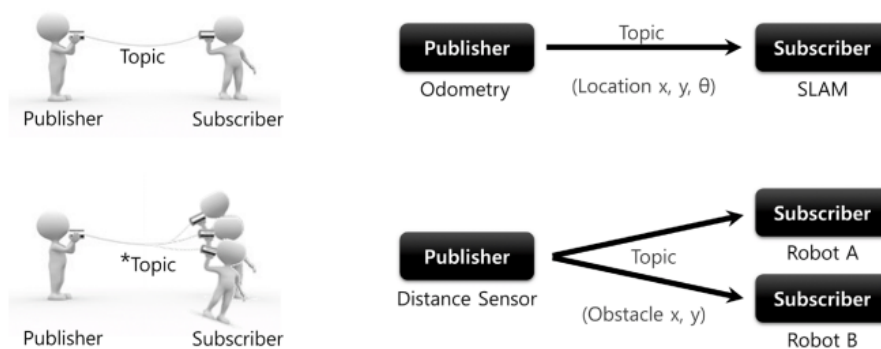 Topic
Publisher
Subscriber
Publisher
Odometry
Topic
(Location x, y, θ)
Subscriber
SLAM
*Topic
Publisher
Subscriber
Publisher
Distance Sensor
Topic
(Obstacle x, y)
Subscriber
Robot A
Subscriber
Robot B